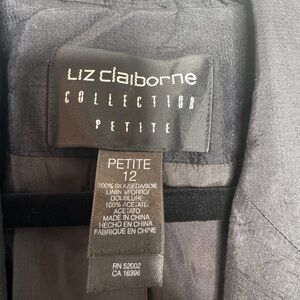 Liz claiborne
COLLECTION
PETITE
PETITE
12
100% SILK/SEDA/SOIE
LINING/FORRO/
DOUBLURE:
100% ACETATE/
ACETATO
MADE IN CHINA
HECHO EN CHINA
FABRIQUE EN CHINE
RN 52002
CA 16396